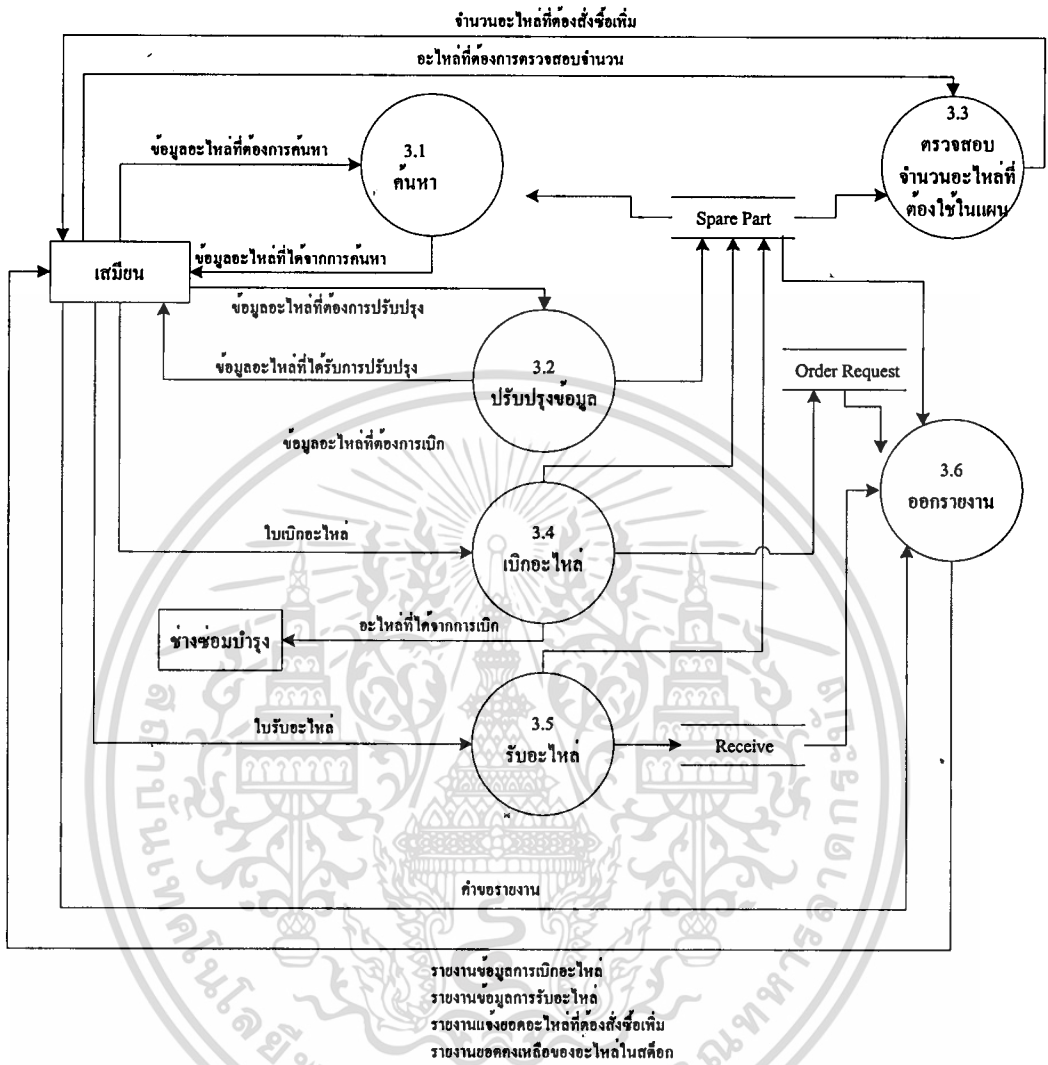 จำนวนอะไหล่ที่ต้องสั่งซื้อเพิ่ม
อะไหล่ที่ต้องการตรวจสอบจำนวน
3.3
ตรวจสอบ
จำนวนอะไหล่ที่
ต้องใช้ในแผน
ข้อมูลอะไหล่ที่ต้องการค้นหา
3.1
ค้นหา
Spare Part
เสมียน
ข้อมูลอะไหล่ที่ได้จากการค้นหา
ข้อมูลอะไหล่ที่ต้องการปรับปรุง
ข้อมูลอะไหล่ที่ได้รับการปรับปรุง
3.2
ปรับปรุงข้อมูล
Order Request
ข้อมูลอะไหล่ที่ต้องการเบิก
3.6
ออกรายงาน
ใบเบิกอะไหล่
3.4
เบิกอะไหล่
ช่างซ่อมบำรุง
อะไหล่ที่ได้จากการเบิก
ใบรับอะไหล่
3.5
รับอะไหล่
Receive
คำขอรายงาน
รายงานข้อมูลการเบิกอะไหล่
รายงานข้อมูลการรับอะไหล่
รายงานแจ้งยอดอะไหล่ที่ต้องสั่งซื้อเพิ่ม
รายงานยอดคงเหลือของอะไหล่ในสต็อก